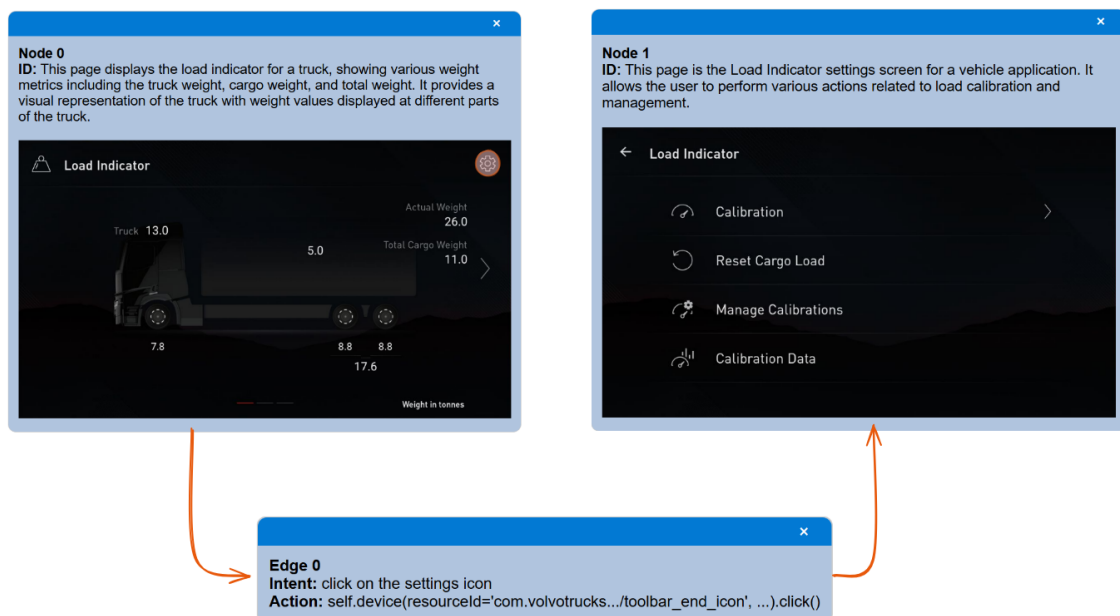 Node 0
ID: This page displays the load indicator for a truck, showing various weight
metrics including the truck weight, cargo weight, and total weight. It provides a
visual representation of the truck with weight values displayed at different parts
of the truck.
Load Indicator
Actual Weight
26.0
Truck 13.0
5.0
Total Cargo Weight
11.0
7.8
8.8 8.8
17.6
Weight in tonnes
Node 1
ID: This page is the Load Indicator settings screen for a vehicle application. It
allows the user to perform various actions related to load calibration and
management.
Load Indicator
Calibration
Reset Cargo Load
Manage Calibrations
Calibration Data
Edge 0
Intent: click on the settings icon
Action: self.device(resourceId='com.volvotrucks.../toolbar_end_icon', ...).click()